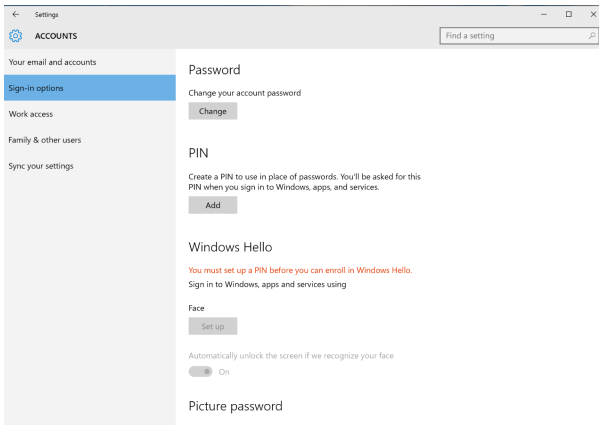 Settings
ACCOUNTS
Find a setting
Your email and accounts
Sign-in options
Work access
Family & other users
Sync your settings
Password
Change your account password
Change
PIN
Create a PIN to use in place of passwords. You'll be asked for this
PIN when you sign in to Windows, apps, and services.
Add
Windows Hello
You must set up a PIN before you can enroll in Windows Hello.
Sign in to Windows, apps and services using
Face
Set up
Automatically unlock the screen if we recognize your face
On
Picture password